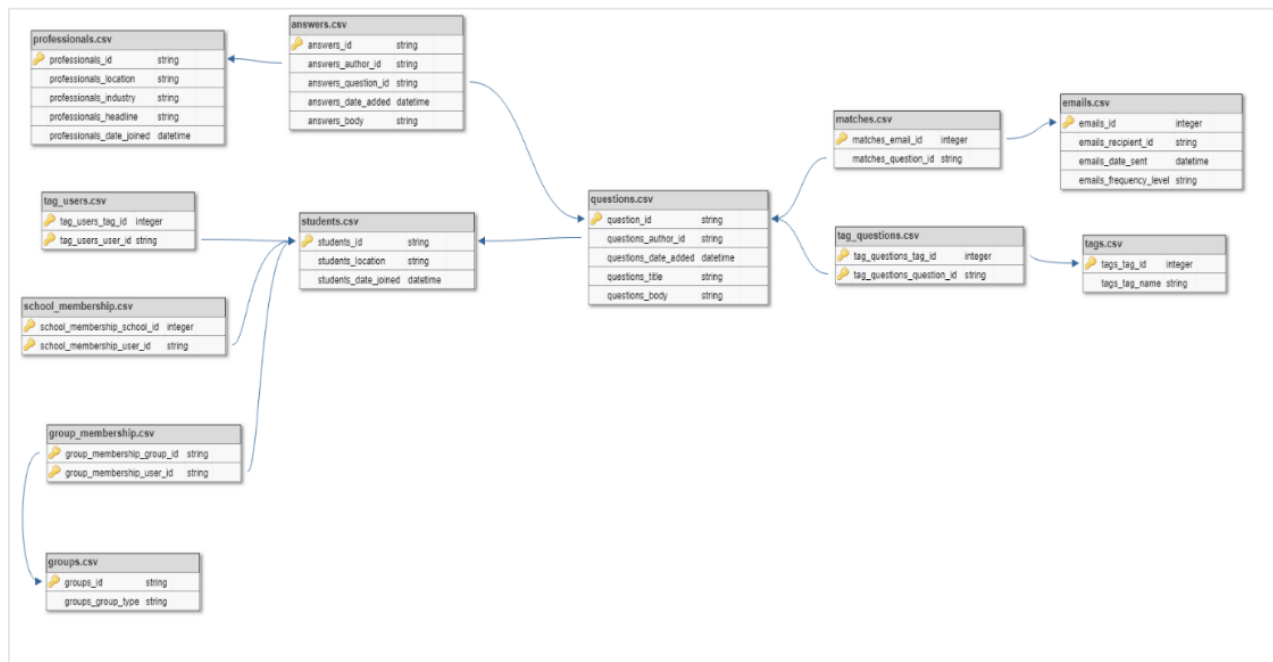 professionals.csv
professionals_id string
professionals_location string
professionals_industry string
professionals_headline string
professionals_date_joined datetime
answers.csv
answers_id string
answers_author_id string
answers_question_id string
answers_date_added datetime
answers_body string
tag_users.csv
tag_users_tag_id integer
tag_users_user_id string
students.csv
students_id string
students_location string
students_date_joined datetime
school_membership.csv
school_membership_school_id integer
school_membership_user_id string
group_membership.csv
group_membership_group_id string
group_membership_user_id string
groups.csv
groups_id string
groups_group_type string
questions.csv
question_id string
questions_author_id string
questions_date_added datetime
questions_title string
questions_body string
matches.csv
matches_email_id integer
matches_question_id string
emails.csv
emails_id integer
emails_recipient_id string
emails_date_sent datetime
emails_frequency_level string
tag_questions.csv
tag_questions_tag_id integer
tag_questions_question_id string
tags.csv
tags_tag_id integer
tags_tag_name string